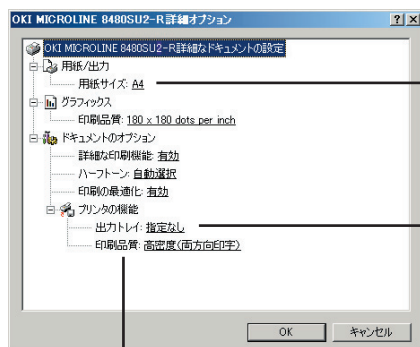 OKI MICROLINE 8480SU2-R詳細オプション
OKI MICROLINE 8480SU2-R詳細なドキュメントの設定
用紙/出力
用紙サイズ: A4
グラフィックス
印刷品質: 180 x 180 dots per inch
ドキュメントのオプション
詳細な印刷機能: 有効
ハーフトーン: 自動選択
印刷の最適化: 有効
プリンタの機能
出力トレイ: 指定なし
印刷品質: 高密度(両方向印字)
OK
キャンセル